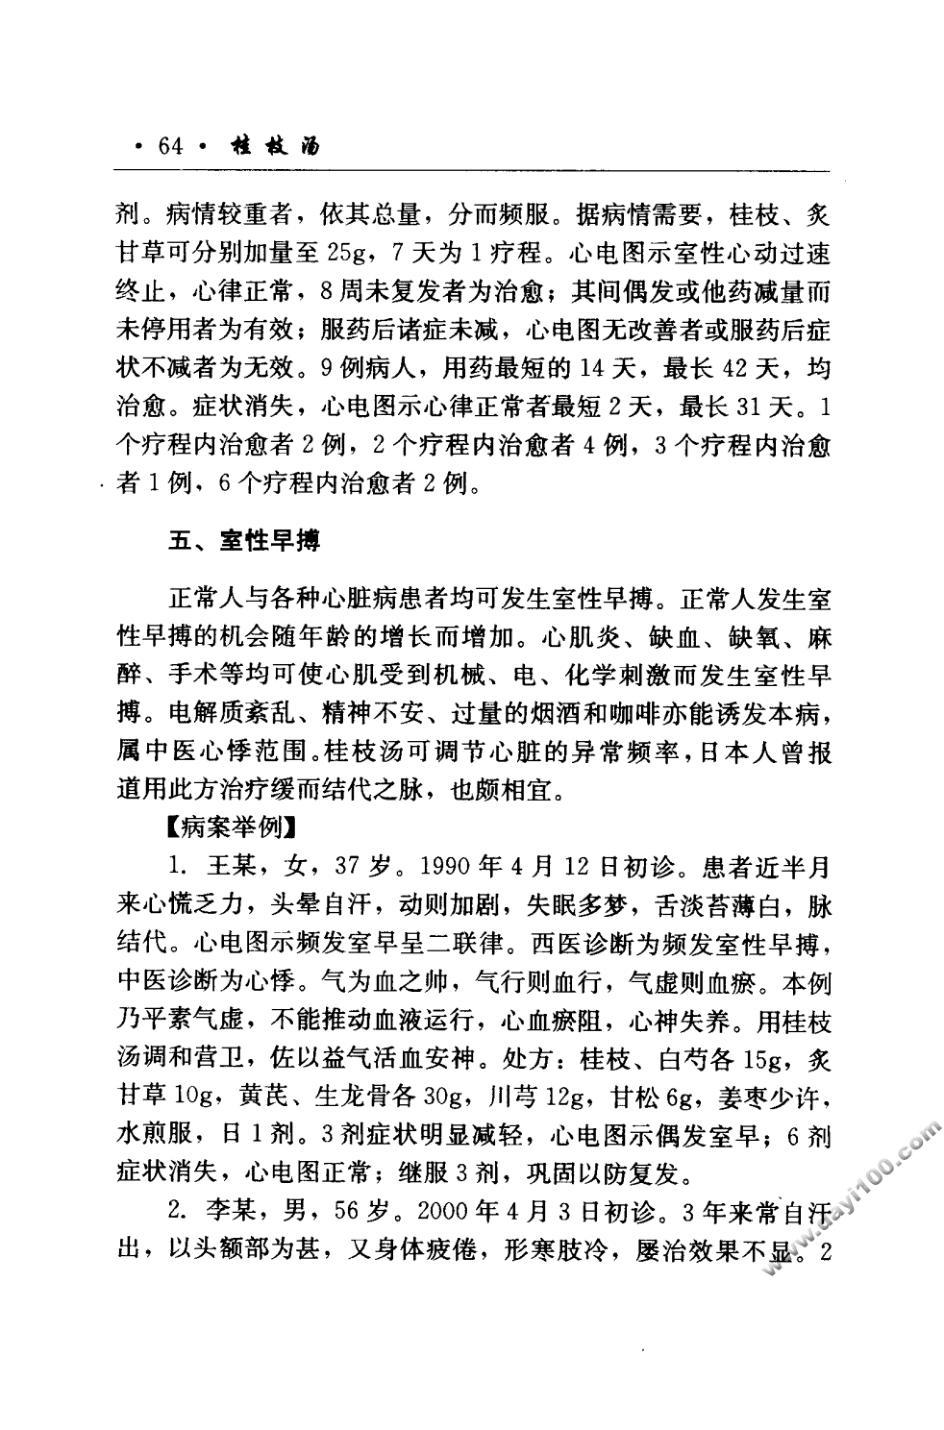 · 64 · 桂枝汤
剂。病情较重者，依其总量，分而频服。据病情需要，桂枝、炙
甘草可分别加量至 25g，7 天为 1 疗程。心电图示室性心动过速
终止，心律正常，8 周未复发者为治愈；其间偶发或他药减量而
未停用者为有效；服药后诸症未减，心电图无改善者或服药后症
状不减者为无效。9 例病人，用药最短的 14 天，最长 42 天，均
治愈。症状消失，心电图示心律正常者最短 2 天，最长 31 天。1
个疗程内治愈者 2 例，2 个疗程内治愈者 4 例，3 个疗程内治愈
者 1 例，6 个疗程内治愈者 2 例。
五、室性早搏
正常人与各种心脏病患者均可发生室性早搏。正常人发生室
性早搏的机会随年龄的增长而增加。心肌炎、缺血、缺氧、麻
醉、手术等均可使心肌受到机械、电、化学刺激而发生室性早
搏。电解质紊乱、精神不安、过量的烟酒和咖啡亦能诱发本病，
属中医心悸范围。桂枝汤可调节心脏的异常频率，日本人曾报
道用此方治疗缓而结代之脉，也颇相宜。
【病案举例】
1. 王某，女，37 岁。1990 年 4 月 12 日初诊。患者近半月
来心慌乏力，头晕自汗，动则加剧，失眠多梦，舌淡苔薄白，脉
结代。心电图示频发室早呈二联律。西医诊断为频发室性早搏，
中医诊断为心悸。气为血之帅，气行则血行，气虚则血瘀。本例
乃平素气虚，不能推动血液运行，心血瘀阻，心神失养。用桂枝
汤调和营卫，佐以益气活血安神。处方：桂枝、白芍各 15g，炙
甘草 10g，黄芪、生龙骨各 30g，川芎 12g，甘松 6g，姜枣少许，
水煎服，日 1 剂。3 剂症状明显减轻，心电图示偶发室早；6 剂
症状消失，心电图正常；继服 3 剂，巩固以防复发。
2. 李某，男，56 岁。2000 年 4 月 3 日初诊。3 年来常自汗
出，以头额部为甚，又身体疲倦，形寒肢冷，屡治效果不显。2
www.dayi100.com